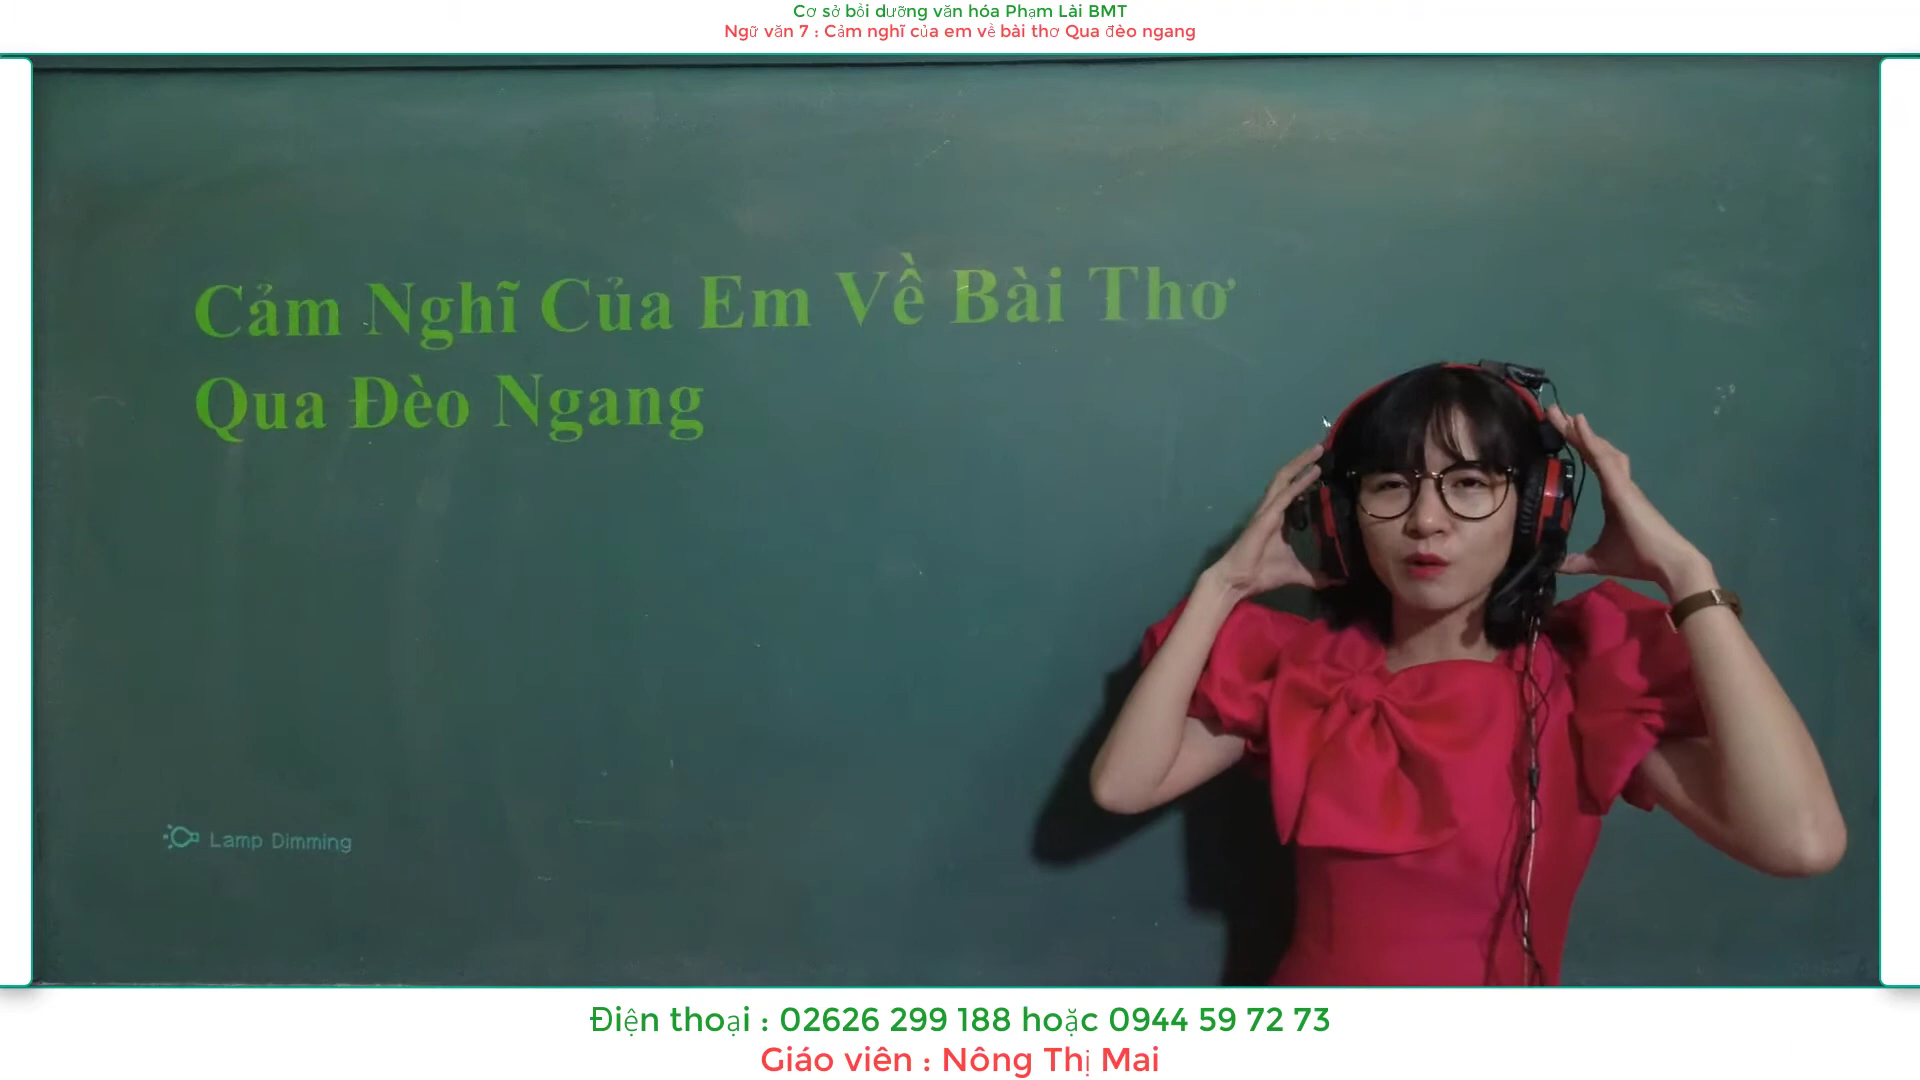 Cơ sở bồi dưỡng văn hóa Phạm Lài BMT
Ngữ văn 7 : Cảm nghĩ của em về bài thơ Qua đèo ngang
Cảm Nghĩ Của Em Về Bài Thơ
Qua Đèo Ngang
Lamp Dimming
Điện thoại : 02626 299 188 hoặc 0944 59 72 73
Giáo viên : Nông Thị Mai